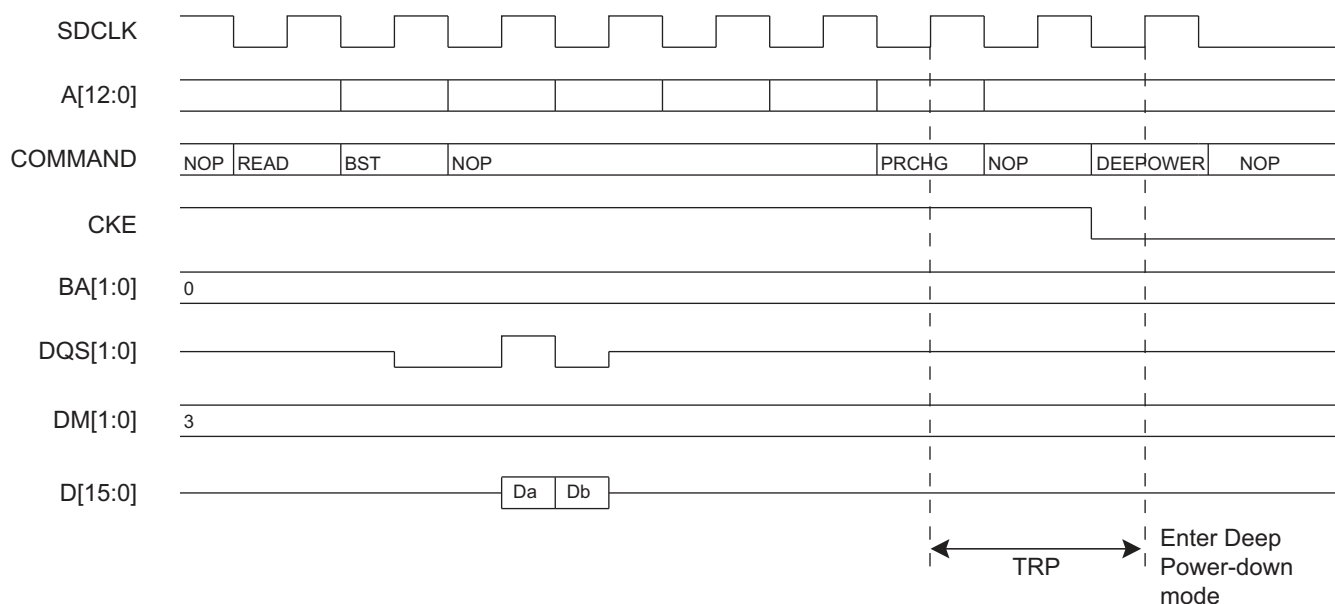 SDCLK
A[12:0]
COMMAND NOP READ BST NOP PRCHG NOP DEEPOWER NOP
CKE
BA[1:0] 0
DQS[1:0]
DM[1:0] 3
D[15:0] Da Db
TRP
Enter Deep
Power-down
mode